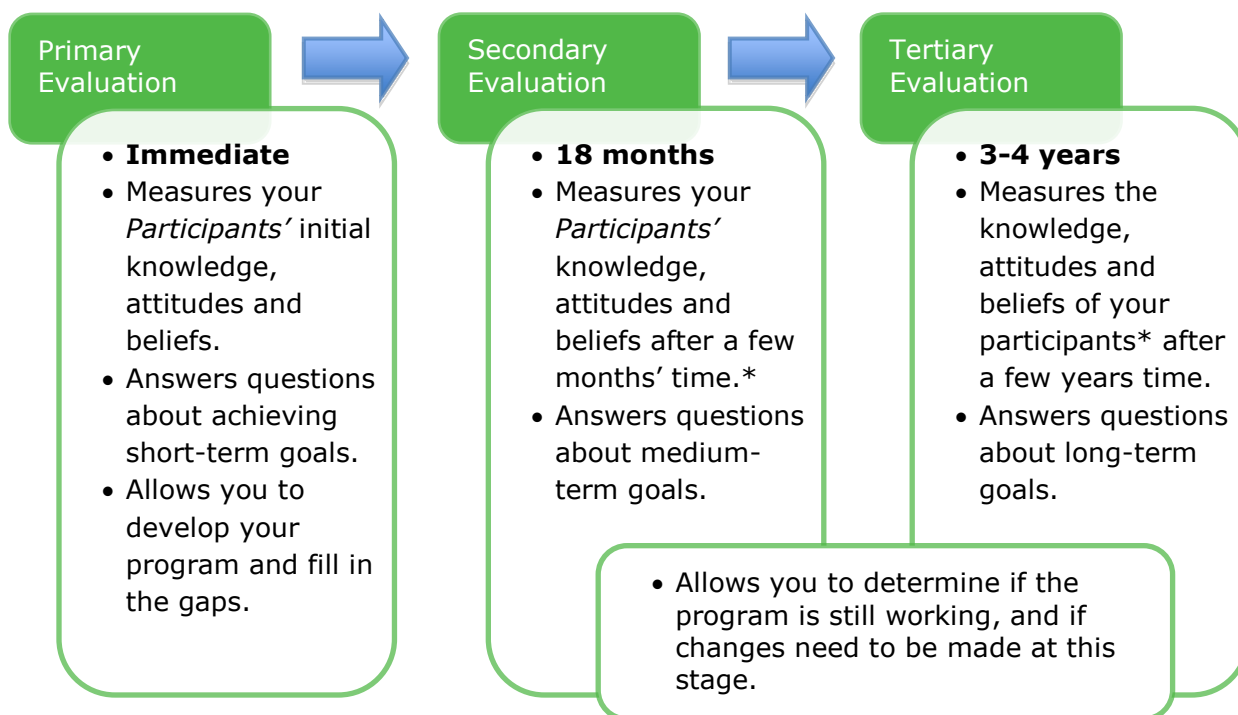 Primary
Evaluation
• Immediate
• Measures your
Participants’ initial
knowledge,
attitudes and
beliefs.
• Answers questions
about achieving
short-term goals.
• Allows you to
develop your
program and fill in
the gaps.
Secondary
Evaluation
• 18 months
• Measures your
Participants’
knowledge,
attitudes and
beliefs after a few
months’ time.*
• Answers questions
about medium-
term goals.
Tertiary
Evaluation
• 3-4 years
• Measures the
knowledge,
attitudes and
beliefs of your
participants* after
a few years time.
• Answers questions
about long-term
goals.
• Allows you to determine if the
program is still working, and if
changes need to be made at this
stage.